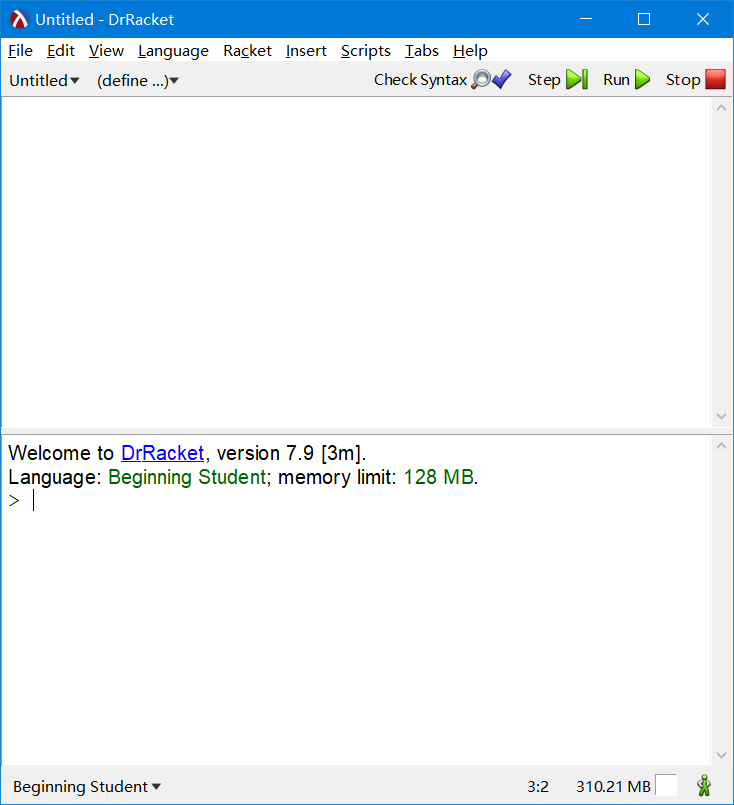 Untitled - DrRacket
File Edit View Language Racket Insert Scripts Tabs Help
Untitled (define ...) Check Syntax Step Run Stop
Welcome to DrRacket, version 7.9 [3m].
Language: Beginning Student; memory limit: 128 MB.
>
Beginning Student 3:2 310.21 MB